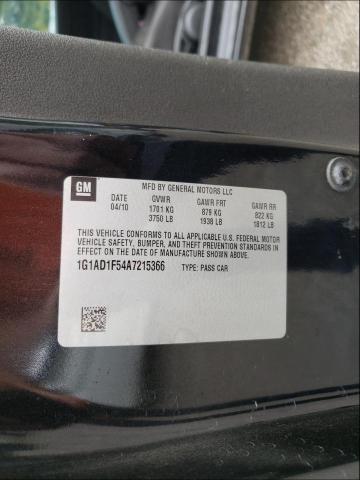 GM
MFD BY GENERAL MOTORS LLC
DATE GVWR GAWR FRT GAWR RR
04/10 1701 KG 879 KG 822 KG
3750 LB 1938 LB 1812 LB
THIS VEHICLE CONFORMS TO ALL APPLICABLE U.S. FEDERAL MOTOR
VEHICLE SAFETY, BUMPER, AND THEFT PREVENTION STANDARDS IN
EFFECT ON THE DATE OF MANUFACTURE SHOWN ABOVE.
1G1AD1F54A7215366 TYPE: PASS CAR